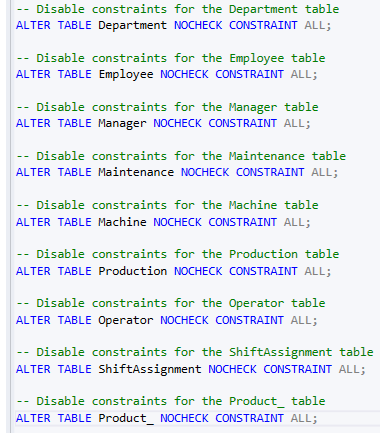 -- Disable constraints for the Department table
ALTER TABLE Department NOCHECK CONSTRAINT ALL;
-- Disable constraints for the Employee table
ALTER TABLE Employee NOCHECK CONSTRAINT ALL;
-- Disable constraints for the Manager table
ALTER TABLE Manager NOCHECK CONSTRAINT ALL;
-- Disable constraints for the Maintenance table
ALTER TABLE Maintenance NOCHECK CONSTRAINT ALL;
-- Disable constraints for the Machine table
ALTER TABLE Machine NOCHECK CONSTRAINT ALL;
-- Disable constraints for the Production table
ALTER TABLE Production NOCHECK CONSTRAINT ALL;
-- Disable constraints for the Operator table
ALTER TABLE Operator NOCHECK CONSTRAINT ALL;
-- Disable constraints for the ShiftAssignment table
ALTER TABLE ShiftAssignment NOCHECK CONSTRAINT ALL;
-- Disable constraints for the Product_ table
ALTER TABLE Product_ NOCHECK CONSTRAINT ALL;